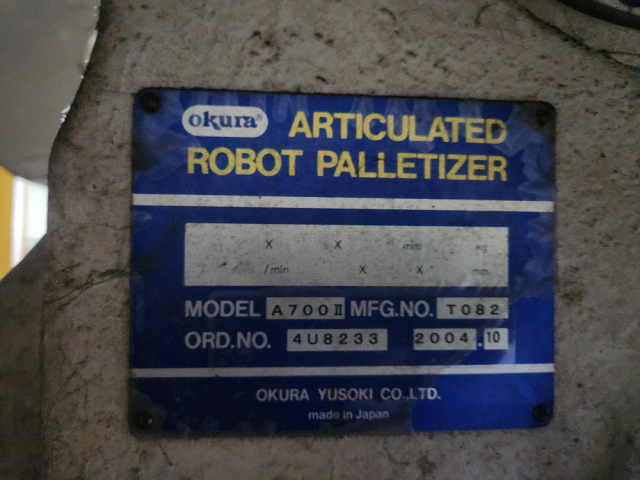 okura® ARTICULATED
ROBOT PALLETIZER
X X mm kg
/min X X mm
MODEL A700II MFG.NO. T082
ORD.NO. 4U8233 2004.10
OKURA YUSOKI CO.,LTD.
made in Japan